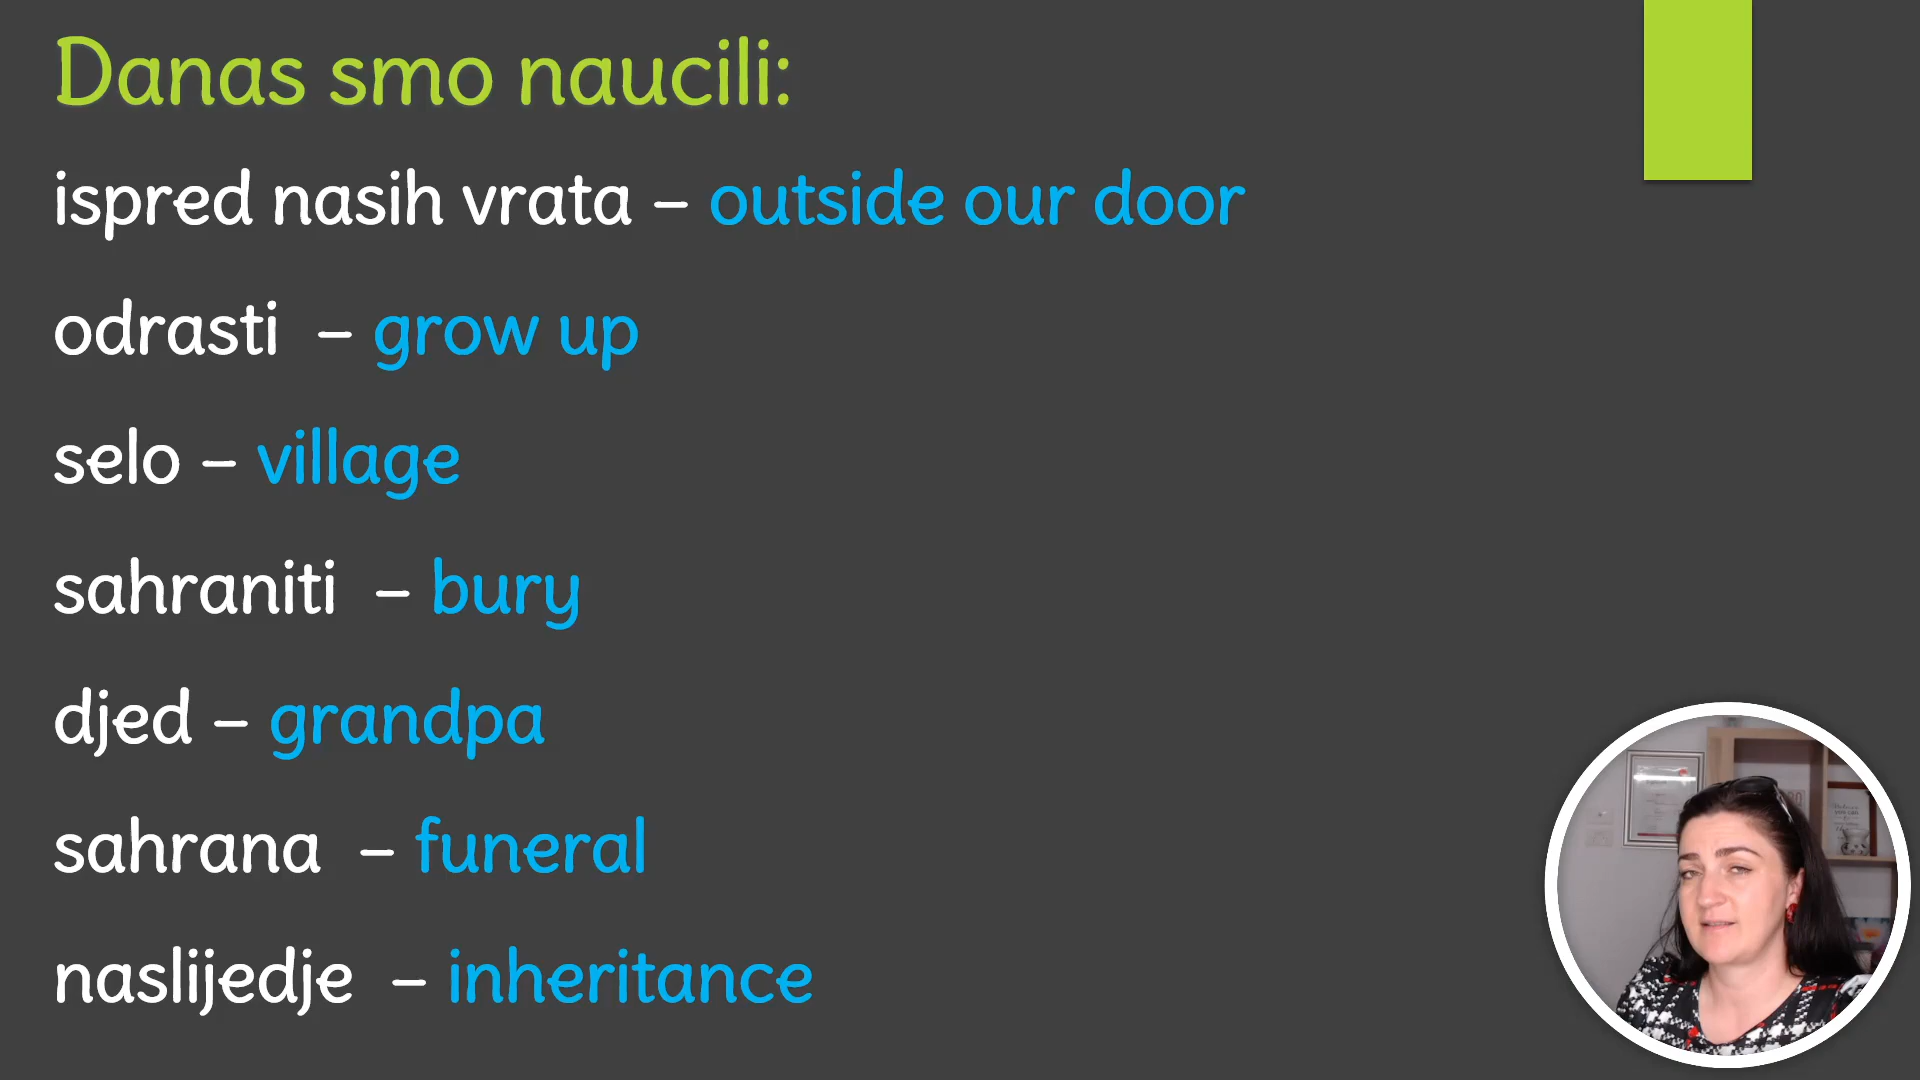 Danas smo naucili:
ispred nasih vrata – outside our door
odrasti – grow up
selo – village
sahraniti – bury
djed – grandpa
sahrana – funeral
naslijedje – inheritance